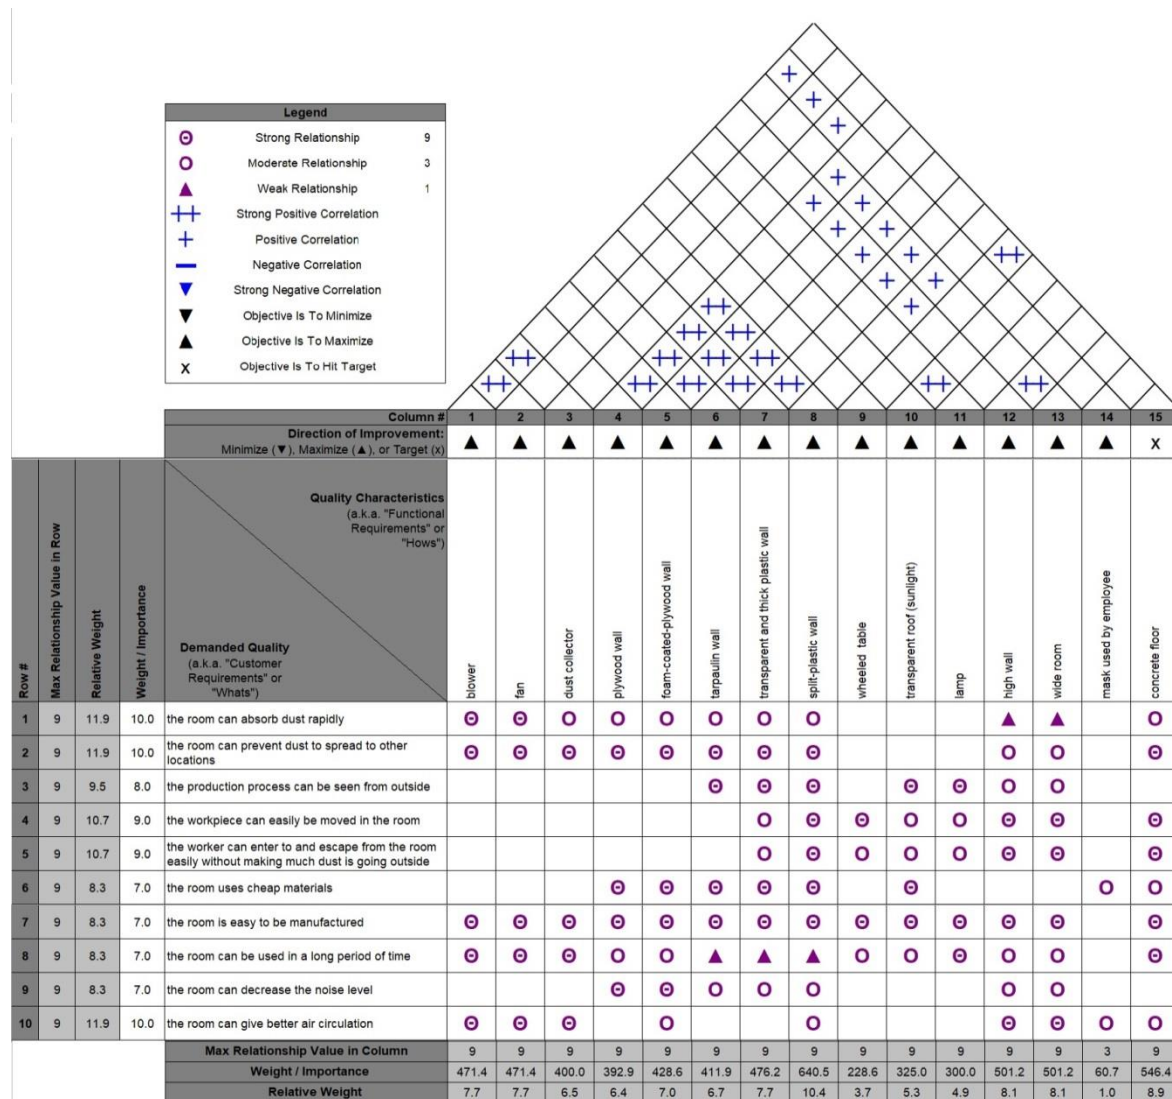 Legend
Θ Strong Relationship 9
Ο Moderate Relationship 3
▲ Weak Relationship 1
++ Strong Positive Correlation
+ Positive Correlation
− Negative Correlation
▼ Strong Negative Correlation
▼ Objective Is To Minimize
▲ Objective Is To Maximize
x Objective Is To Hit Target
Column # 1 2 3 4 5 6 7 8 9 10 11 12 13 14 15
Direction of Improvement:
Minimize (▼), Maximize (▲), or Target (x) ▲ ▲ ▲ ▲ ▲ ▲ ▲ ▲ ▲ ▲ ▲ ▲ ▲ ▲ x
Row #
Max Relationship Value in Row
Relative Weight
Weight / Importance
Quality Characteristics
(a.k.a. "Functional
Requirements" or
"Hows")
Demanded Quality
(a.k.a. "Customer
Requirements" or
"Whats")
blower
fan
dust collector
plywood wall
foam-coated-plywood wall
tarpaulin wall
transparent and thick plastic wall
split-plastic wall
wheeled table
transparent roof (sunlight)
lamp
high wall
wide room
mask used by employee
concrete floor
1 9 11.9 10.0 the room can absorb dust rapidly Θ Θ Ο Ο Ο Ο Ο Ο ▲ ▲ Ο
2 9 11.9 10.0 the room can prevent dust to spread to other
locations Θ Θ Θ Θ Θ Θ Θ Θ Ο Ο Θ
3 9 9.5 8.0 the production process can be seen from outside Θ Θ Θ Θ Θ Ο Ο
4 9 10.7 9.0 the workpiece can easily be moved in the room Ο Θ Θ Ο Ο Θ Θ Θ
5 9 10.7 9.0 the worker can enter to and escape from the room
easily without making much dust is going outside Ο Θ Ο Ο Ο Θ Θ Θ
6 9 8.3 7.0 the room uses cheap materials Θ Θ Θ Θ Θ Θ Ο Ο
7 9 8.3 7.0 the room is easy to be manufactured Θ Θ Θ Θ Θ Θ Θ Θ Θ Θ Θ Θ Θ Θ
8 9 8.3 7.0 the room can be used in a long period of time Θ Θ Θ Ο Ο ▲ ▲ ▲ Ο Ο Θ Ο Ο Θ
9 9 8.3 7.0 the room can decrease the noise level Θ Θ Ο Ο Ο Ο Ο
10 9 11.9 10.0 the room can give better air circulation Θ Θ Θ Ο Ο Θ Θ Ο Ο
Max Relationship Value in Column 9 9 9 9 9 9 9 9 9 9 9 9 9 3 9
Weight / Importance 471.4 471.4 400.0 392.9 428.6 411.9 476.2 640.5 228.6 325.0 300.0 501.2 501.2 60.7 546.4
Relative Weight 7.7 7.7 6.5 6.4 7.0 6.7 7.7 10.4 3.7 5.3 4.9 8.1 8.1 1.0 8.9